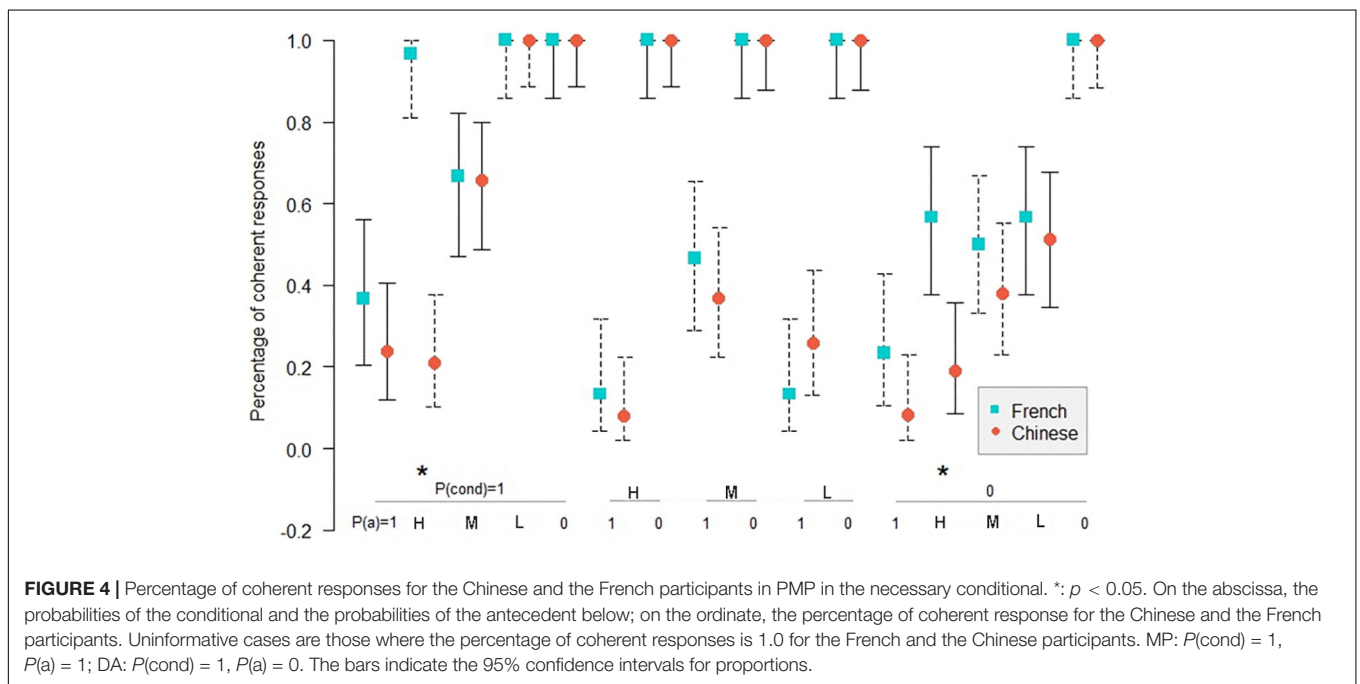 1.0
0.8
0.6
0.4
0.2
0.0
-0.2
Percentage of coherent responses
French
Chinese
* *
P(cond)=1 H M L 0
P(a)=1 H M L 0 1 0 1 0 1 0 1 H M L 0
FIGURE 4 | Percentage of coherent responses for the Chinese and the French participants in PMP in the necessary conditional. *: p < 0.05. On the abscissa, the
probabilities of the conditional and the probabilities of the antecedent below; on the ordinate, the percentage of coherent response for the Chinese and the French
participants. Uninformative cases are those where the percentage of coherent responses is 1.0 for the French and the Chinese participants. MP: P(cond) = 1,
P(a) = 1; DA: P(cond) = 1, P(a) = 0. The bars indicate the 95% confidence intervals for proportions.